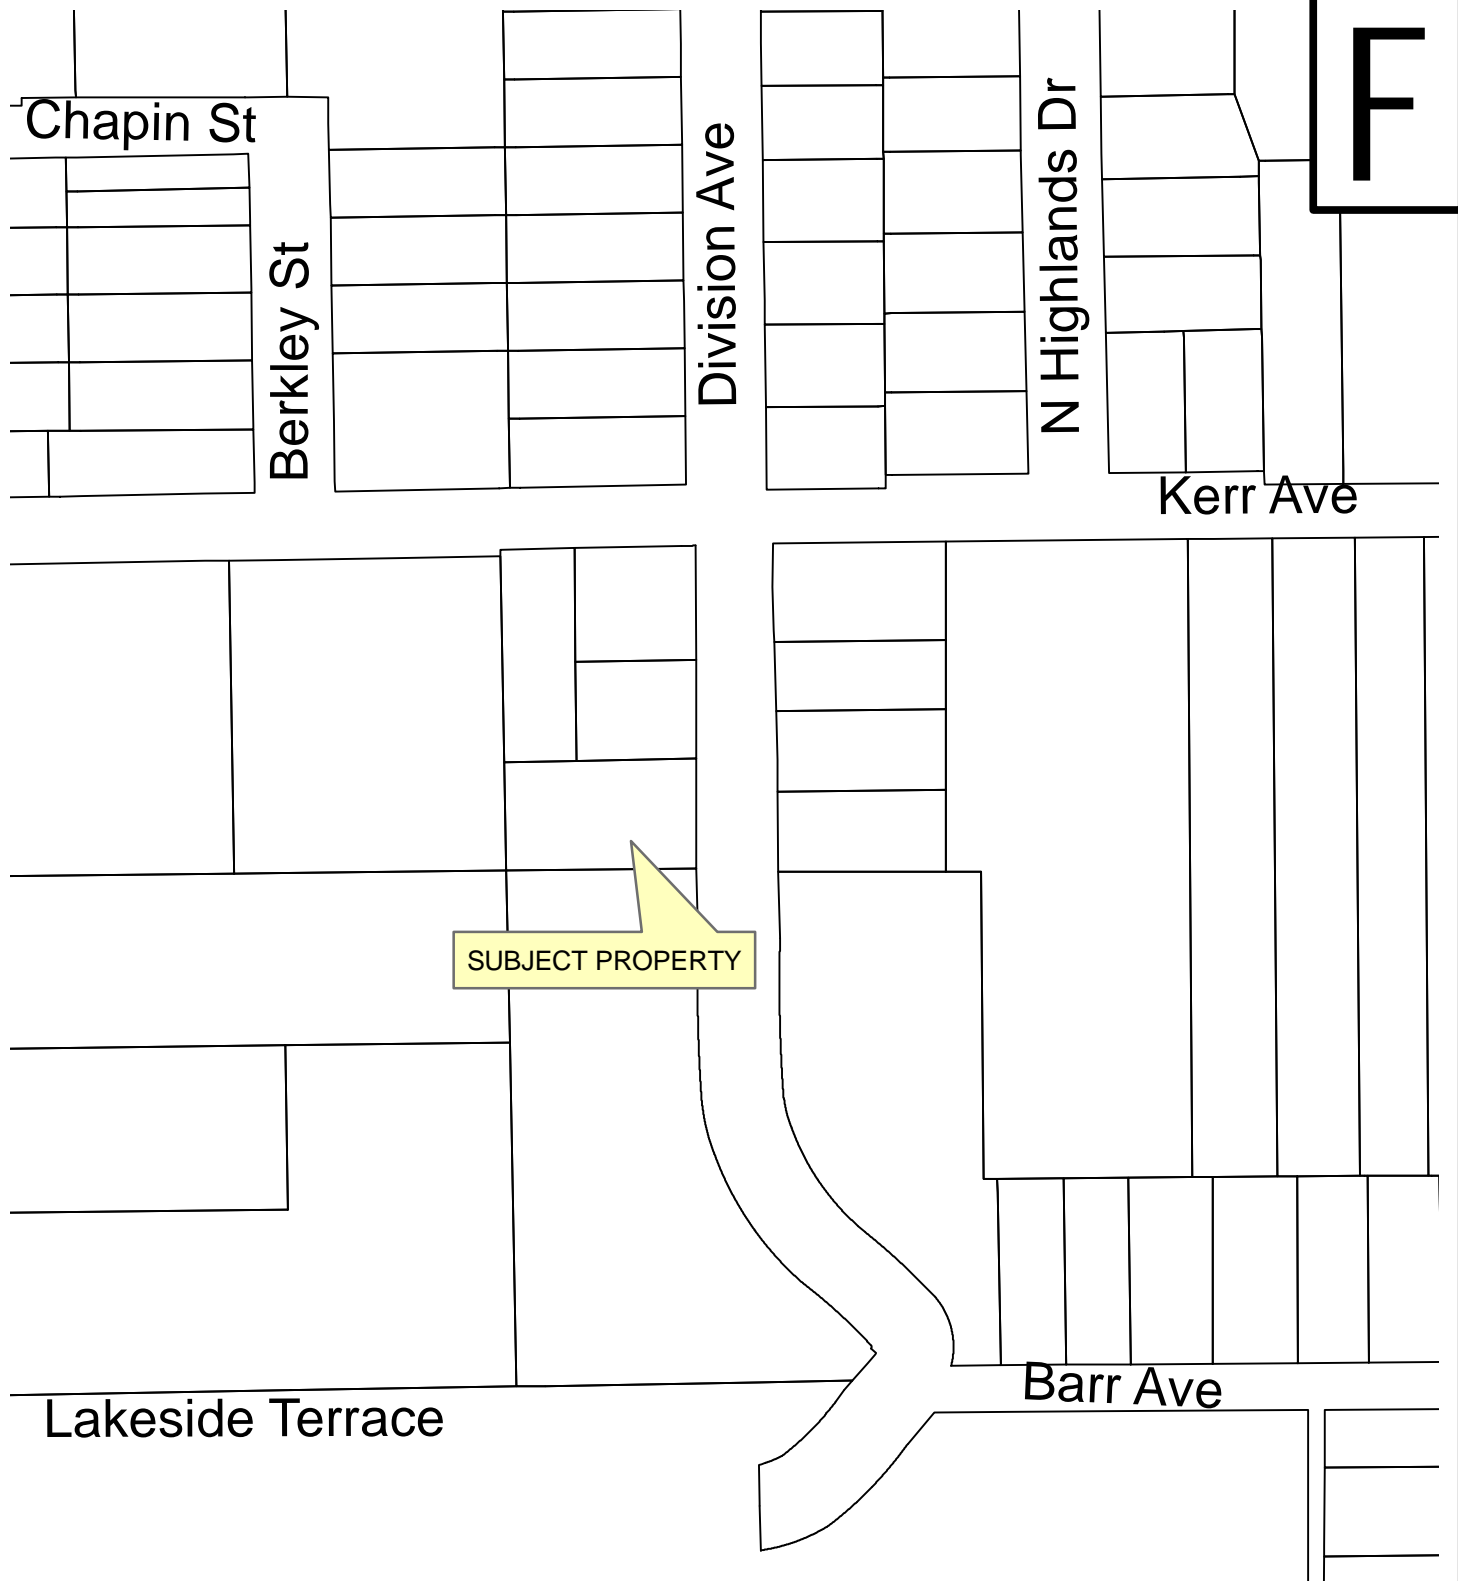 F
Chapin St
Berkley St
Division Ave
N Highlands Dr
Kerr Ave
SUBJECT PROPERTY
Barr Ave
Lakeside Terrace